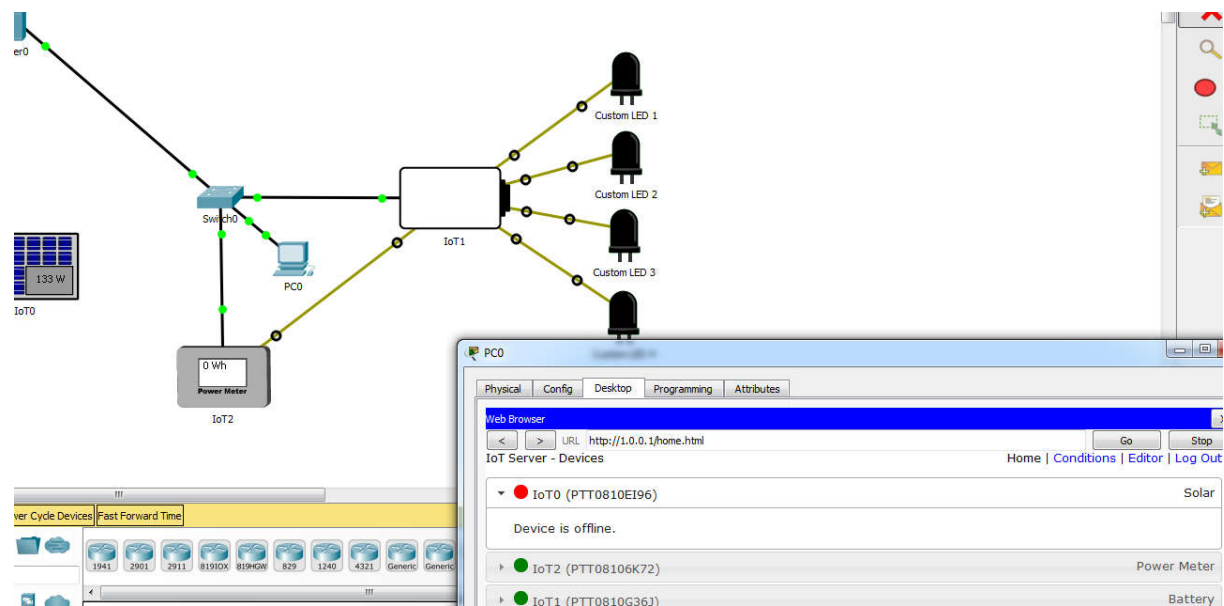 er0
Custom LED 1
Custom LED 2
Switch0
IoT1
Custom LED 3
133 W
PC0
IoT0
0 Wh
Power Meter
IoT2
PC0
Physical Config Desktop Programming Attributes
Web Browser
< > URL http://1.0.0.1/home.html Go Stop
IoT Server - Devices Home | Conditions | Editor | Log Out
IoT0 (PTT0810EI96) Solar
Device is offline.
IoT2 (PTT08106K72) Power Meter
IoT1 (PTT0810G36J) Battery
wer Cycle Devices Fast Forward Time
1941 2901 2911 819IOX 819HGW 829 1240 4321 Generic Generic